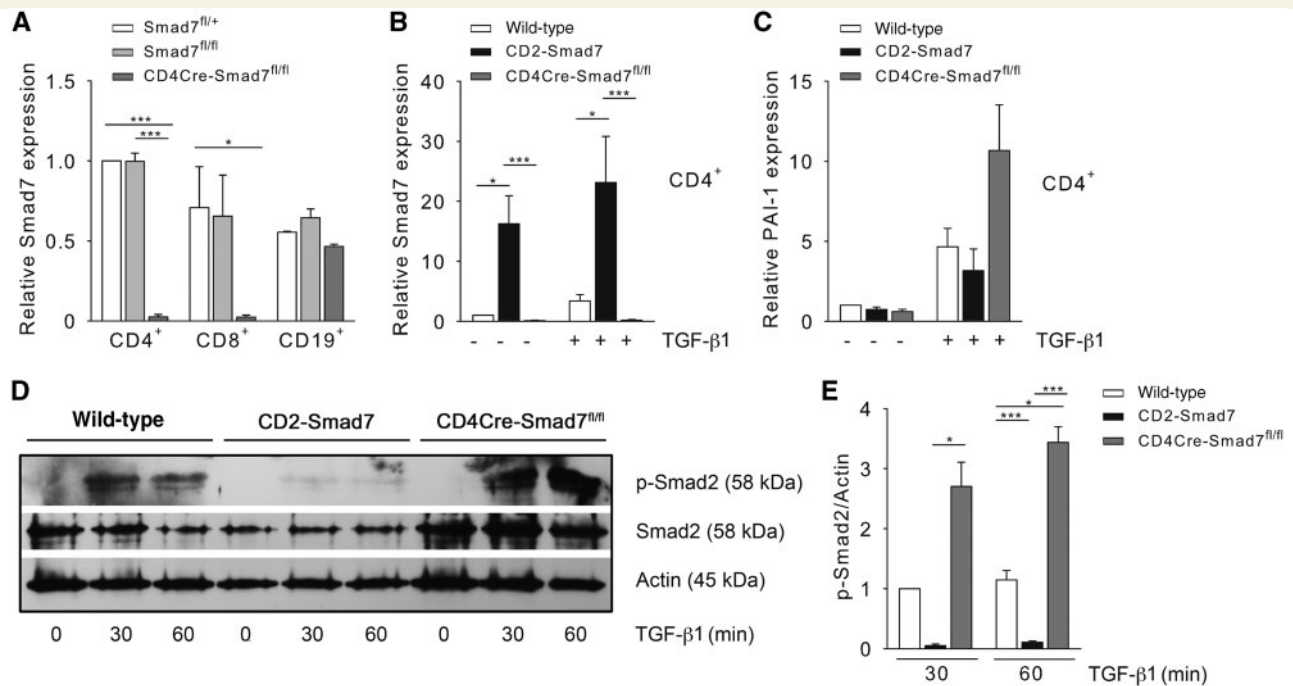 A
Smad7fl/+
Smad7fl/fl
CD4Cre-Smad7fl/fl
Relative Smad7 expression
1.5
1.0
0.5
0
***
***
*
CD4+
CD8+
CD19+
B
Wild-type
CD2-Smad7
CD4Cre-Smad7fl/fl
Relative Smad7 expression
40
30
20
10
0
*
***
*
***
CD4+
- - - + + + TGF-β1
C
Wild-type
CD2-Smad7
CD4Cre-Smad7fl/fl
Relative PAI-1 expression
15
10
5
0
CD4+
- - - + + + TGF-β1
D
Wild-type CD2-Smad7 CD4Cre-Smad7fl/fl
p-Smad2 (58 kDa)
Smad2 (58 kDa)
Actin (45 kDa)
0 30 60 0 30 60 0 30 60 TGF-β1 (min)
E
Wild-type
CD2-Smad7
CD4Cre-Smad7fl/fl
p-Smad2/Actin
4
3
2
1
0
*
***
*
***
30 60 TGF-β1 (min)